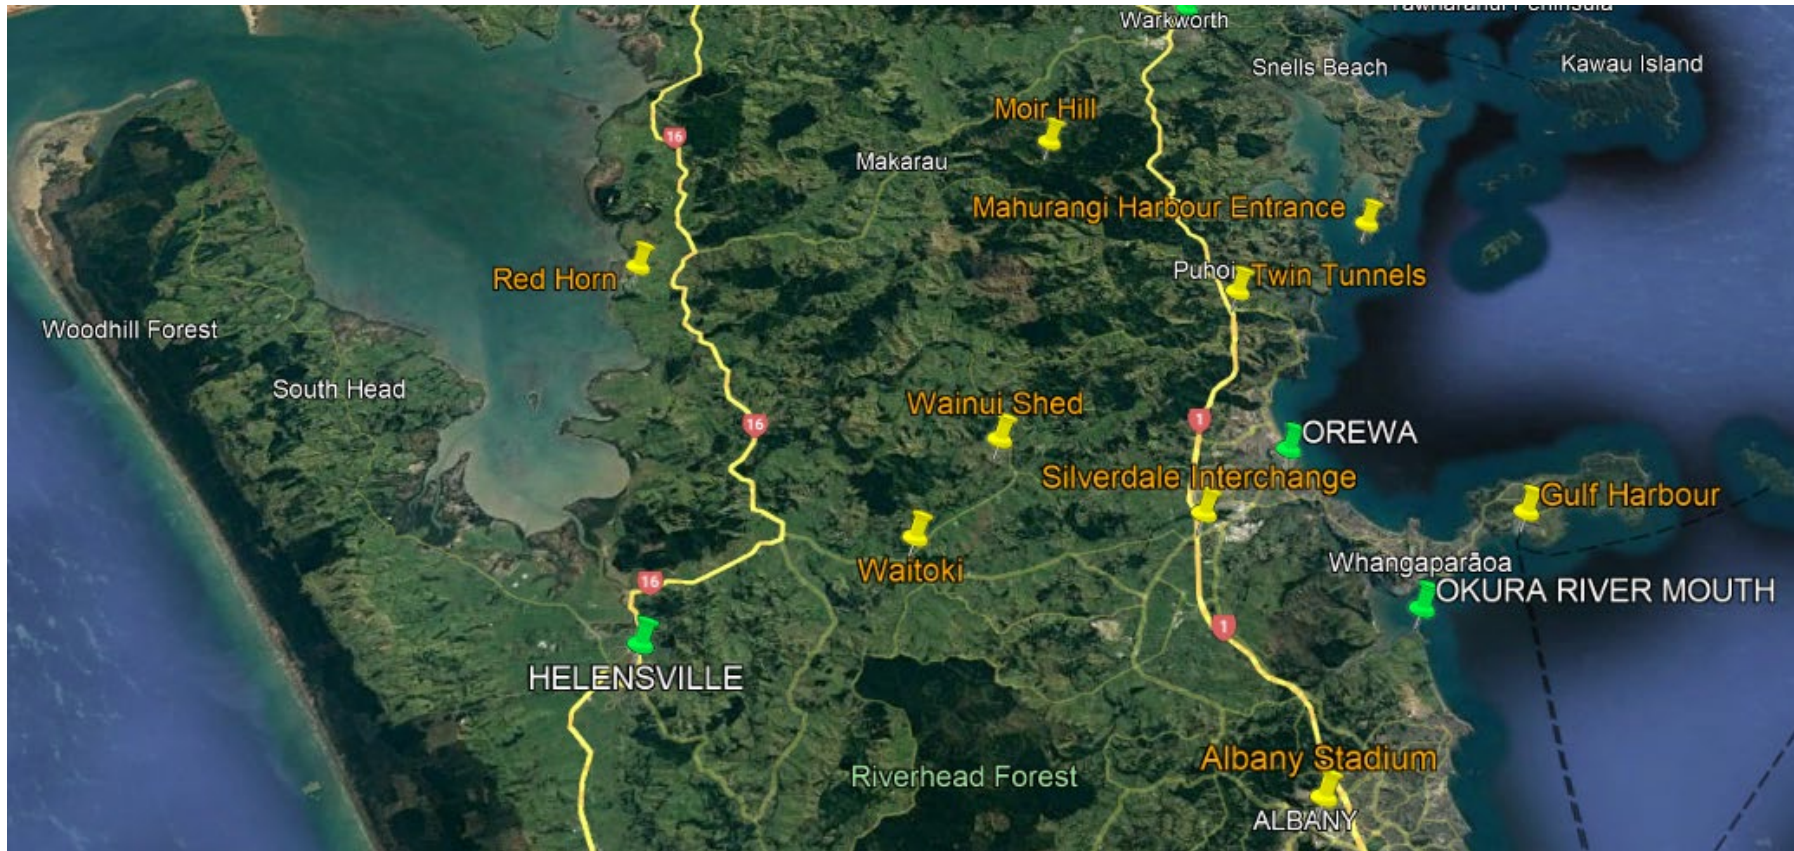 Tawharanui Peninsula
Warkworth
Snells Beach
Kawau Island
Moir Hill
16
Makarau
Mahurangi Harbour Entrance
Red Horn
Puhoi
Twin Tunnels
Woodhill Forest
South Head
Wainui Shed
16
1
OREWA
Silverdale Interchange
Gulf Harbour
Waitoki
Whangaparāoa
16
OKURA RIVER MOUTH
1
HELENSVILLE
Albany Stadium
Riverhead Forest
ALBANY